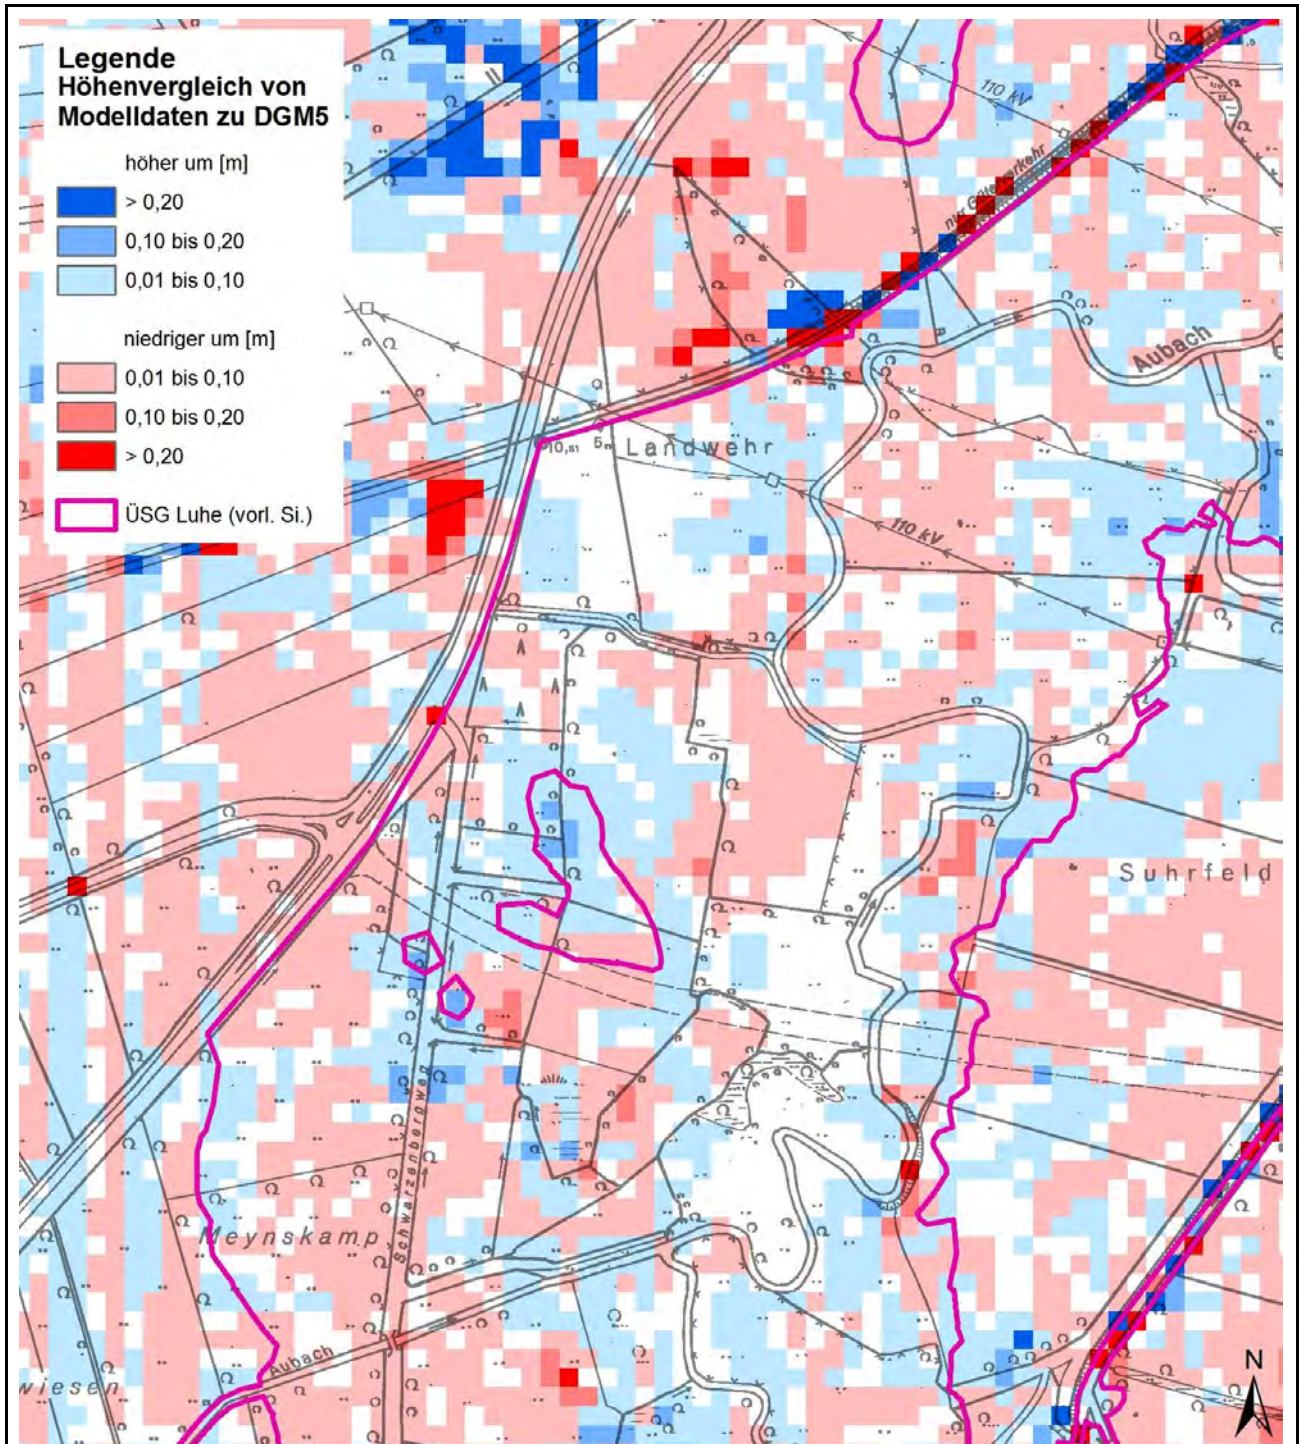 Legende
Höhenvergleich von
Modelldaten zu DGM5
höher um [m]
> 0,20
0,10 bis 0,20
0,01 bis 0,10
niedriger um [m]
0,01 bis 0,10
0,10 bis 0,20
> 0,20
ÜSG Luhe (vorl. Si.)
110 kV
nur Güterverkehr
Aubach
Landwehr
110 kV
Suhrfeld
Schwarzenbergweg
Meynskamp
Aubach
wiesen
N